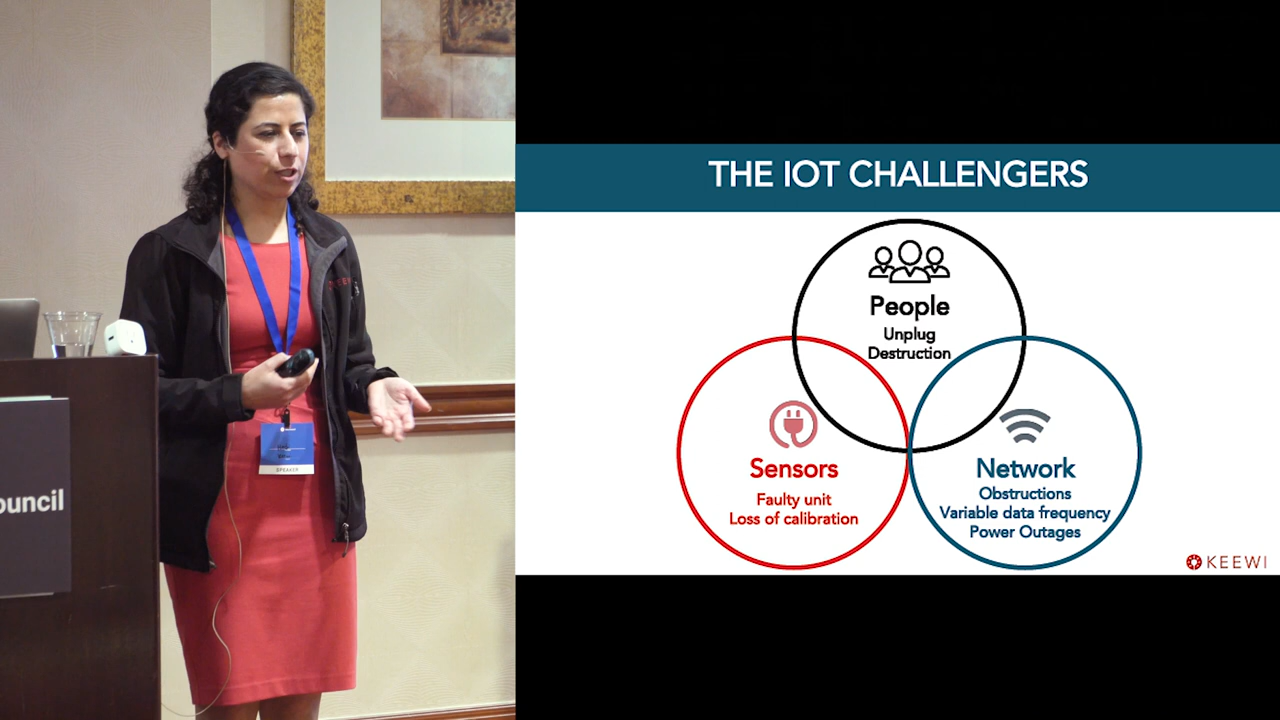 THE IOT CHALLENGERS
People
Unplug
Destruction
Sensors
Faulty unit
Loss of calibration
Network
Obstructions
Variable data frequency
Power Outages
KEEWI
ouncil
SPEAKER